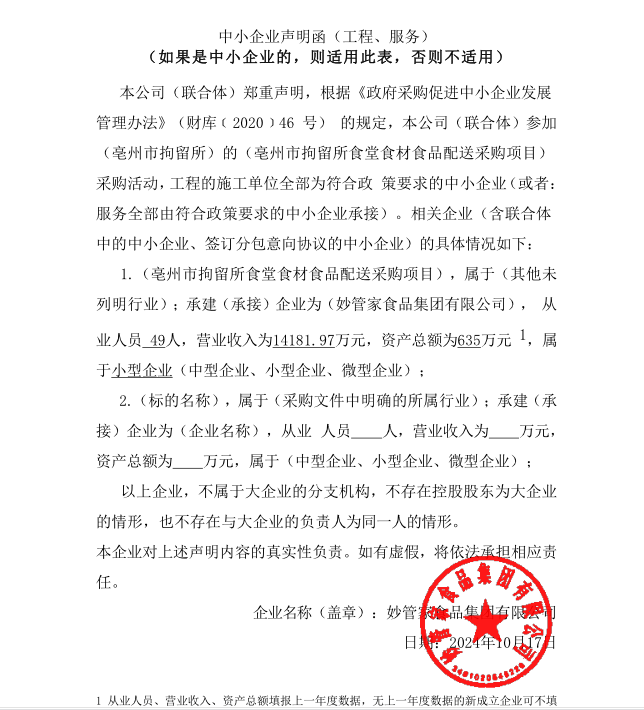 中小企业声明函（工程、服务）
（如果是中小企业的，则适用此表，否则不适用）
本公司（联合体）郑重声明，根据《政府采购促进中小企业发展
管理办法》（财库﹝2020﹞46 号） 的规定，本公司（联合体）参加
（亳州市拘留所）的（亳州市拘留所食堂食材食品配送采购项目）
采购活动，工程的施工单位全部为符合政 策要求的中小企业（或者：
服务全部由符合政策要求的中小企业承接）。相关企业（含联合体
中的中小企业、签订分包意向协议的中小企业）的具体情况如下：
1.（亳州市拘留所食堂食材食品配送采购项目），属于（其他未
列明行业）；承建（承接）企业为（妙管家食品集团有限公司）， 从
业人员 49人，营业收入为14181.97万元，资产总额为635万元 1，属
于小型企业（中型企业、小型企业、微型企业）；
2.（标的名称），属于（采购文件中明确的所属行业）；承建（承
接）企业为（企业名称），从业 人员____人，营业收入为____万元，
资产总额为____万元，属于（中型企业、小型企业、微型企业）；
以上企业，不属于大企业的分支机构，不存在控股股东为大企业
的情形，也不存在与大企业的负责人为同一人的情形。
本企业对上述声明内容的真实性负责。如有虚假，将依法承担相应责
任。
企业名称（盖章）：妙管家食品集团有限公司
日期：2024年10月17日
妙管家食品集团有限公司
1 从业人员、营业收入、资产总额填报上一年度数据，无上一年度数据的新成立企业可不填